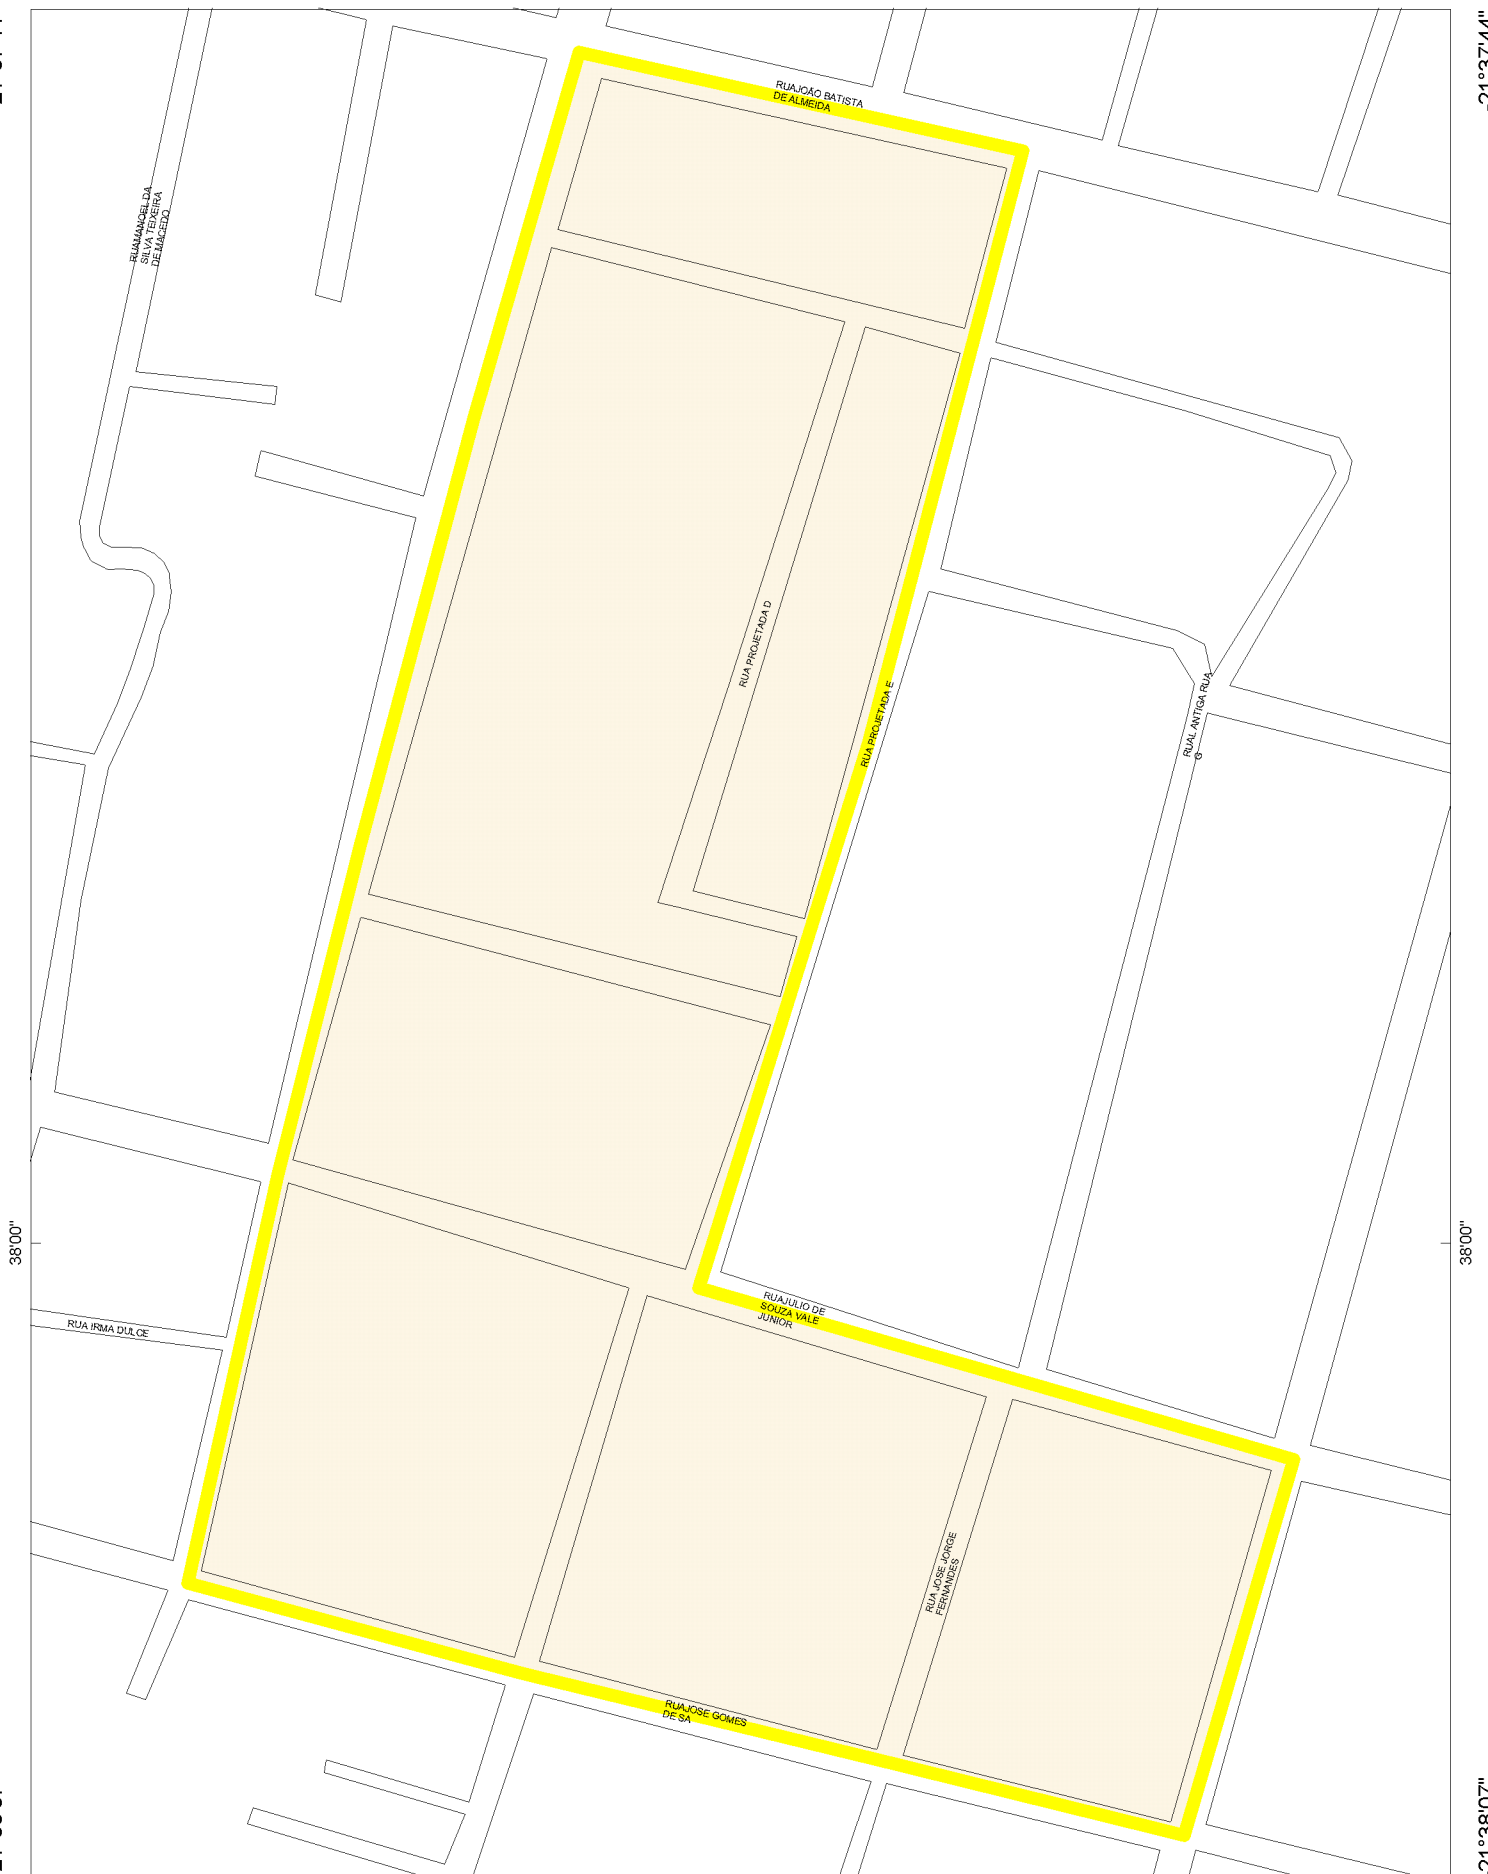 21°37'44"
RUAJOÃO BATISTA
DE ALMEIDA
RUAMANOEL DA
SILVA TEIXEIRA
DE MACEDO
RUA PROJETADA D
RUA PROJETADA E
RUAL ANTIGA RUA
G
38'00"
38'00"
RUAJULIO DE
SOUZA VALE
JUNIOR
RUA IRMA DULCE
RUA JOSE JORGE
FERNANDES
RUAJOSE GOMES
DE SA
21°38'07"